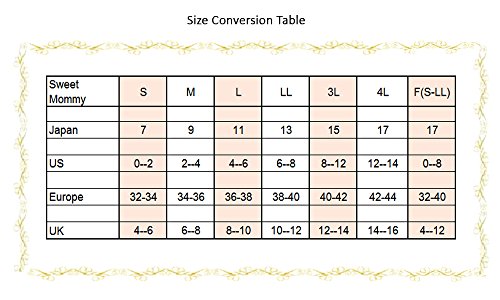 Size Conversion Table
Sweet Mommy S M L LL 3L 4L F(S-LL)
Japan 7 9 11 13 15 17 17
US 0--2 2--4 4--6 6--8 8--12 12--14 0--8
Europe 32-34 34-36 36-38 38-40 40-42 42-44 32-40
UK 4--6 6--8 8--10 10--12 12--14 14--16 4--12